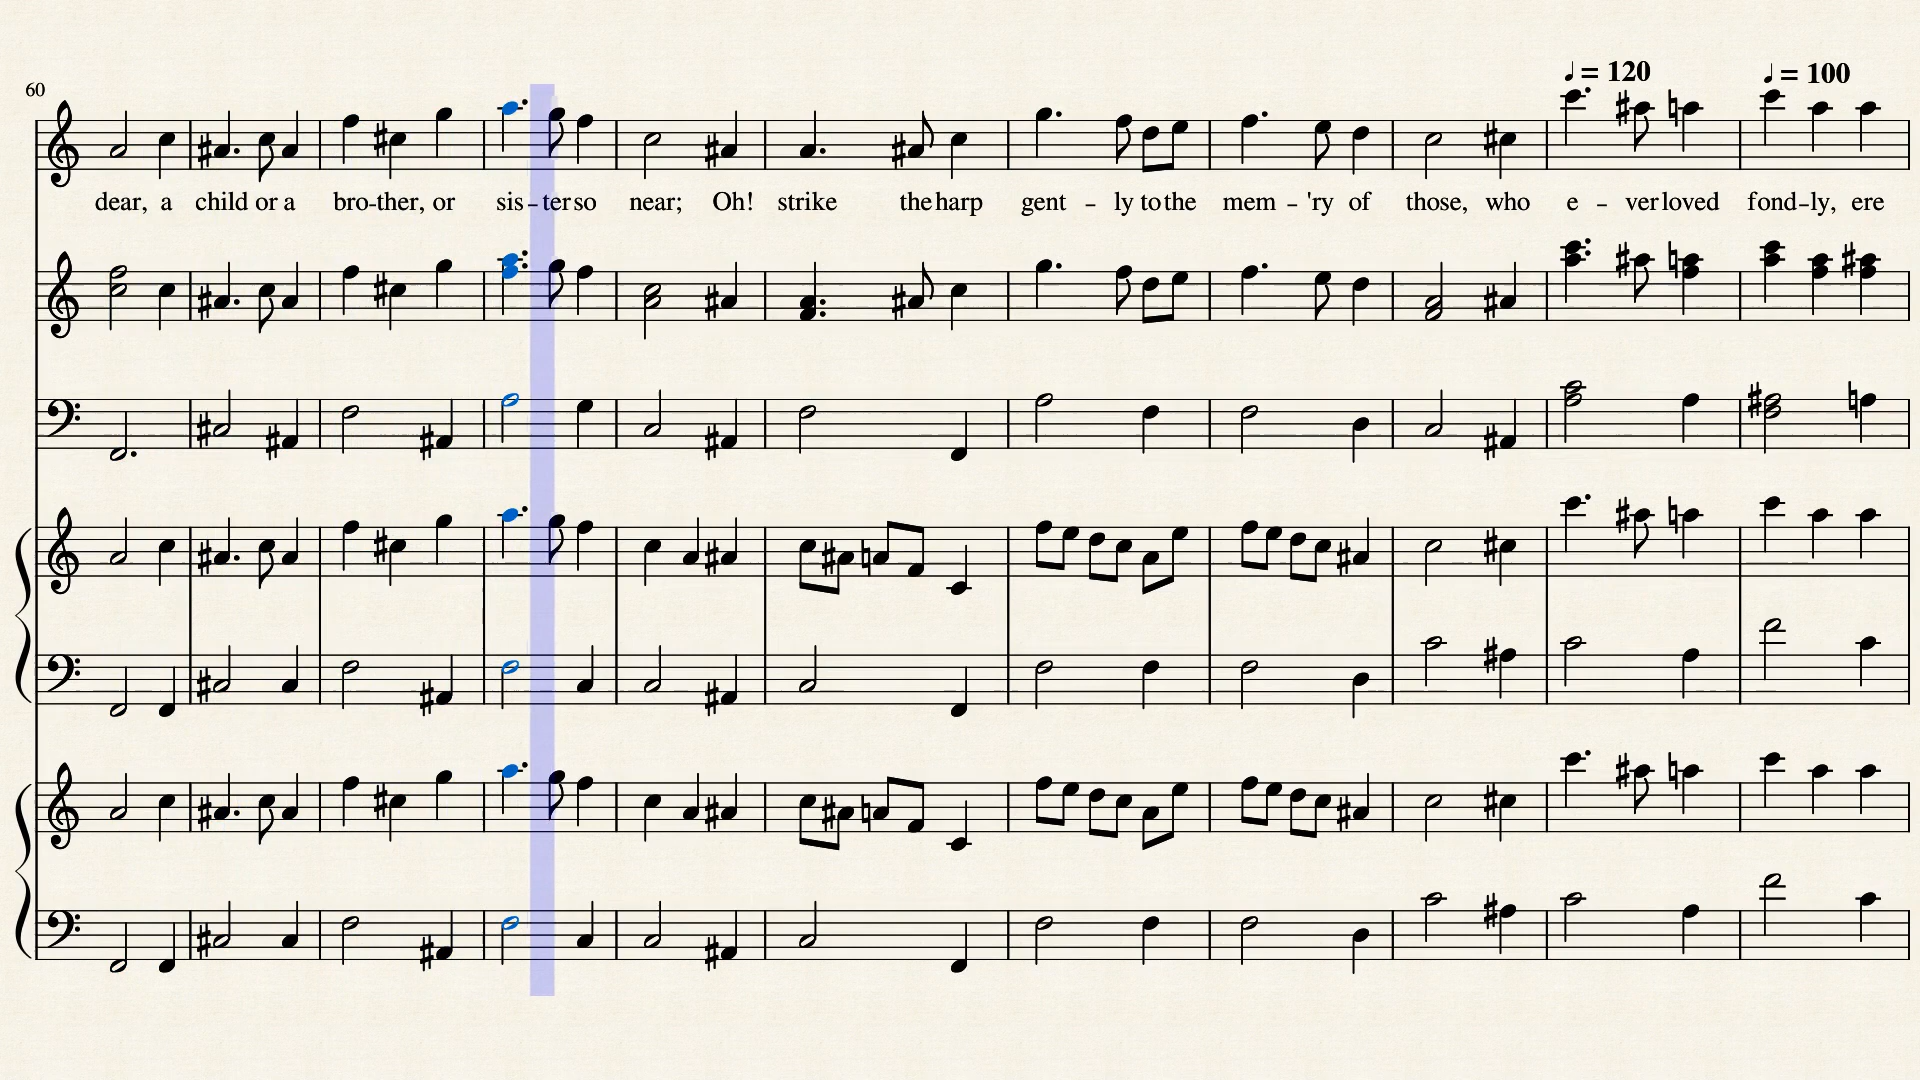 ♩= 120 ♩= 100
60
dear, a child or a bro-ther, or sis-ter so near; Oh! strike the harp gent - ly to the mem - 'ry of those, who e - ver loved fond-ly, ere